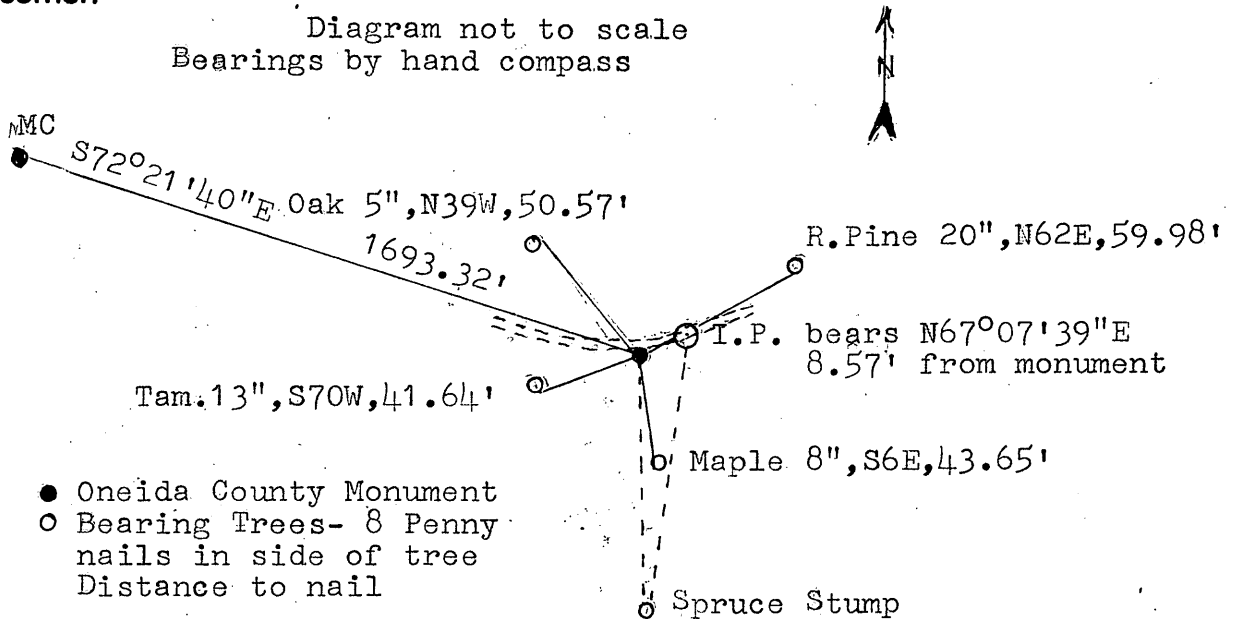 Diagram not to scale
Bearings by hand compass
N
MC
S72°21'40"E
1693.32'
Oak 5",N39W,50.57'
R.Pine 20",N62E,59.98'
I.P. bears N67°07'39"E
8.57' from monument
Tam.13",S70W,41.64'
Maple 8",S6E,43.65'
● Oneida County Monument
o Bearing Trees- 8 Penny
nails in side of tree
Distance to nail
Spruce Stump